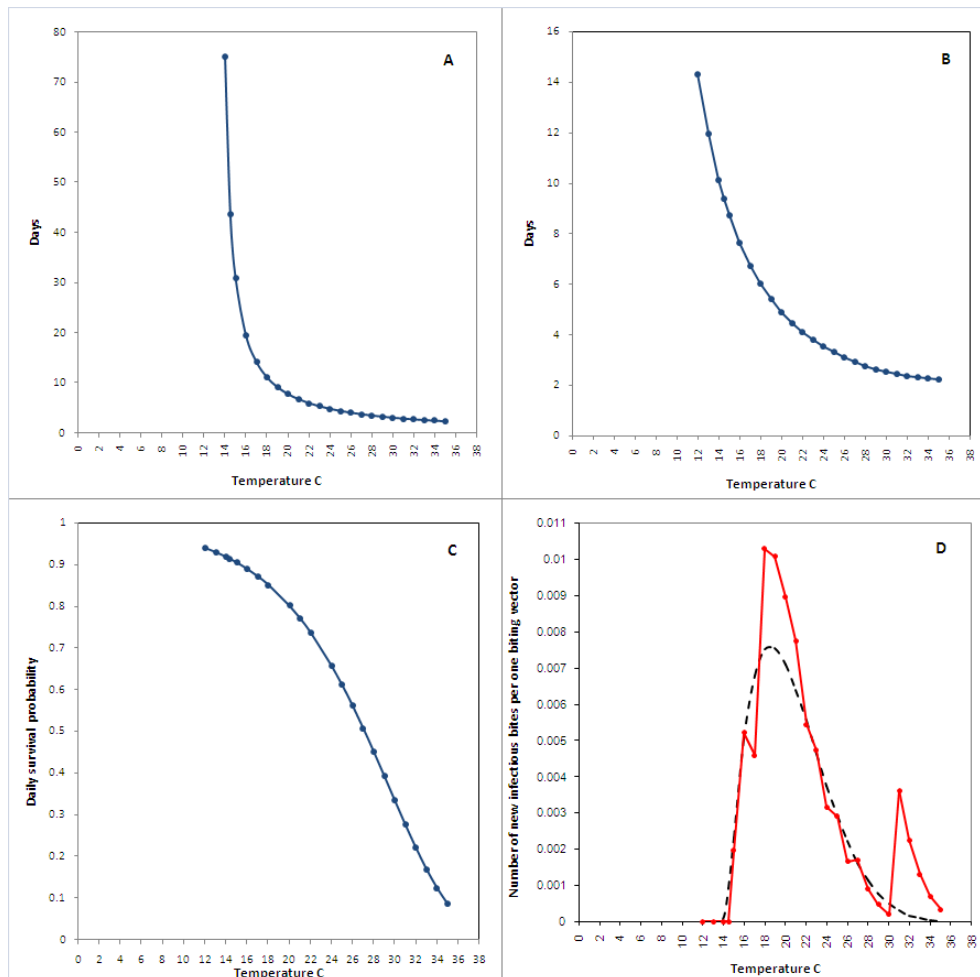 A
80
70
60
50
40
30
20
10
0
Days
0 2 4 6 8 10 12 14 16 18 20 22 24 26 28 30 32 34 36 38
Temperature C
B
16
14
12
10
8
6
4
2
0
Days
0 2 4 6 8 10 12 14 16 18 20 22 24 26 28 30 32 34 36 38
Temperature C
C
1
0.9
0.8
0.7
0.6
0.5
0.4
0.3
0.2
0.1
0
Daily survival probability
0 2 4 6 8 10 12 14 16 18 20 22 24 26 28 30 32 34 36 38
Temperature C
D
0.011
0.01
0.009
0.008
0.007
0.006
0.005
0.004
0.003
0.002
0.001
0
Number of new infectious bites per one biting vector
0 2 4 6 8 10 12 14 16 18 20 22 24 26 28 30 32 34 36 38
Temperature C